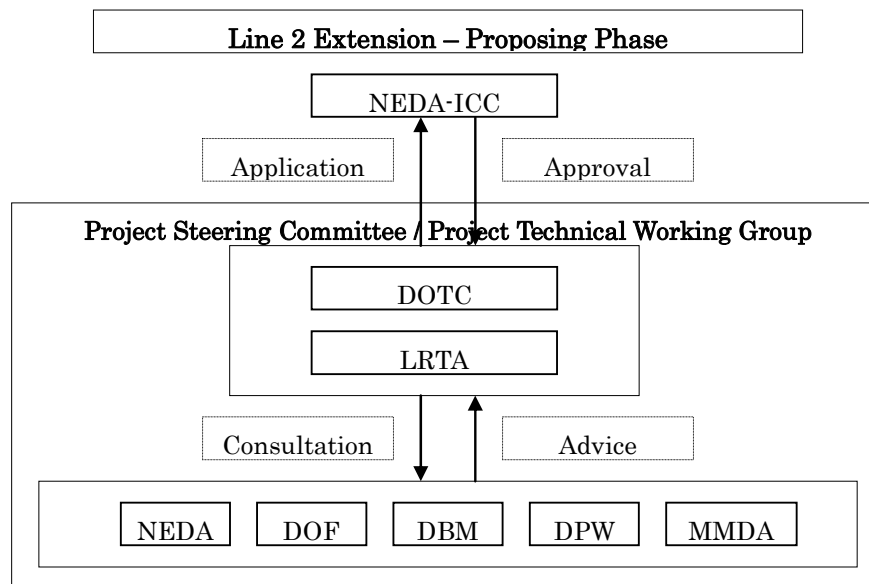 Line 2 Extension – Proposing Phase
NEDA-ICC
Application Approval
Project Steering Committee / Project Technical Working Group
DOTC
LRTA
Consultation Advice
NEDA DOF DBM DPW MMDA